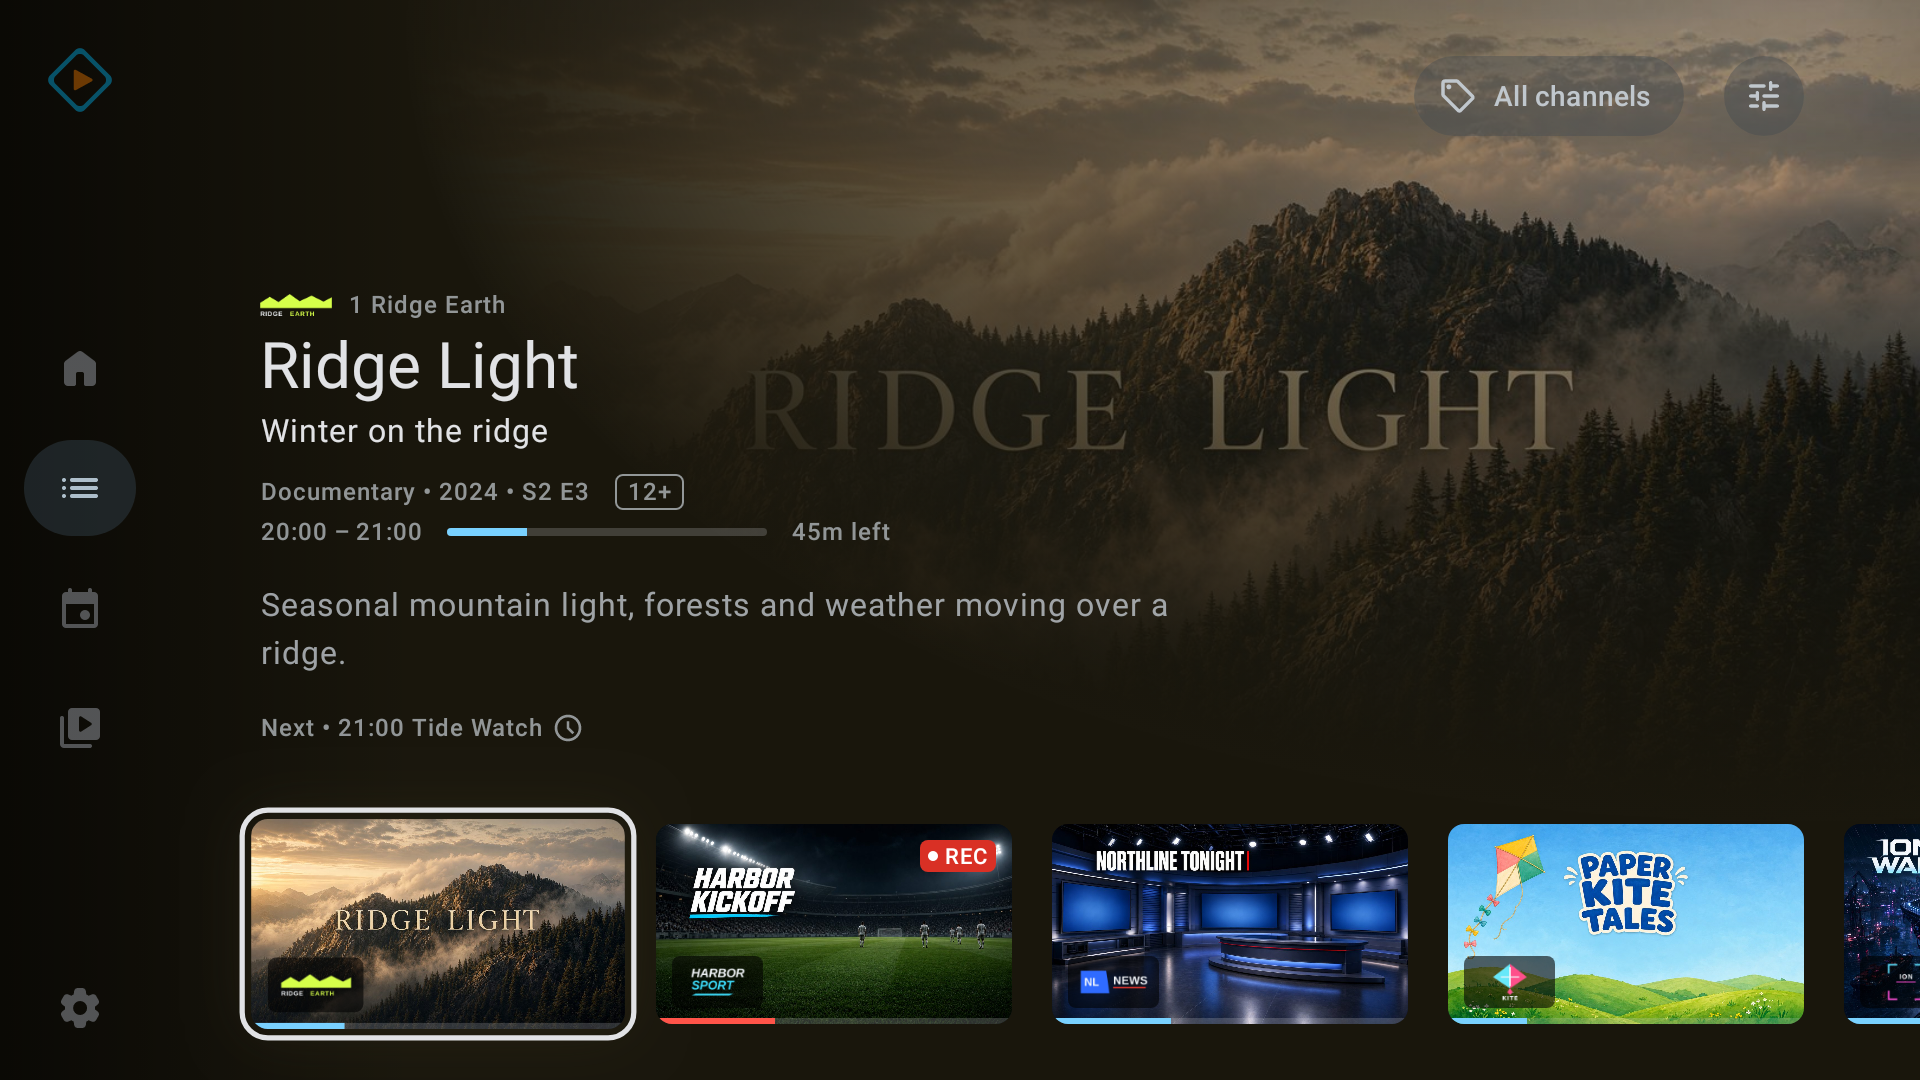 All channels
RIDGE EARTH
1 Ridge Earth
Ridge Light
Winter on the ridge
RIDGE LIGHT
Documentary • 2024 • S2 E3 12+
20:00 – 21:00 45m left
Seasonal mountain light, forests and weather moving over a
ridge.
Next • 21:00 Tide Watch
RIDGE LIGHT
RIDGE EARTH
REC
HARBOR
KICKOFF
HARBOR
SPORT
NORTHLINE TONIGHT
NL NEWS
PAPER
KITE
TALES
KITE
ION